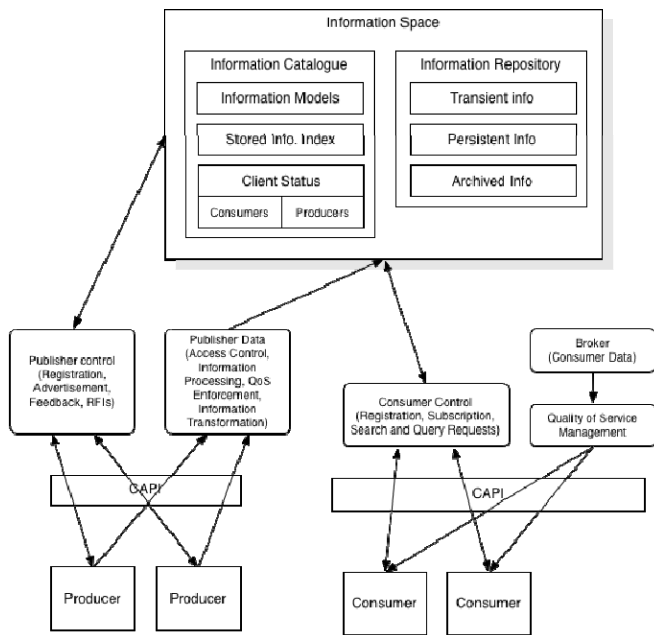 Information Space
Information Catalogue
Information Models
Stored Info. Index
Client Status
Consumers
Producers
Information Repository
Transient info
Persistent Info
Archived Info
Publisher control
(Registration,
Advertisement,
Feedback, RFIs)
Publisher Data
(Access Control,
Information
Processing, QoS
Enforcement,
Information
Transformation)
Consumer Control
(Registration, Subscription,
Search and Query Requests)
Broker
(Consumer Data)
Quality of Service
Management
CAPI
CAPI
Producer
Producer
Consumer
Consumer